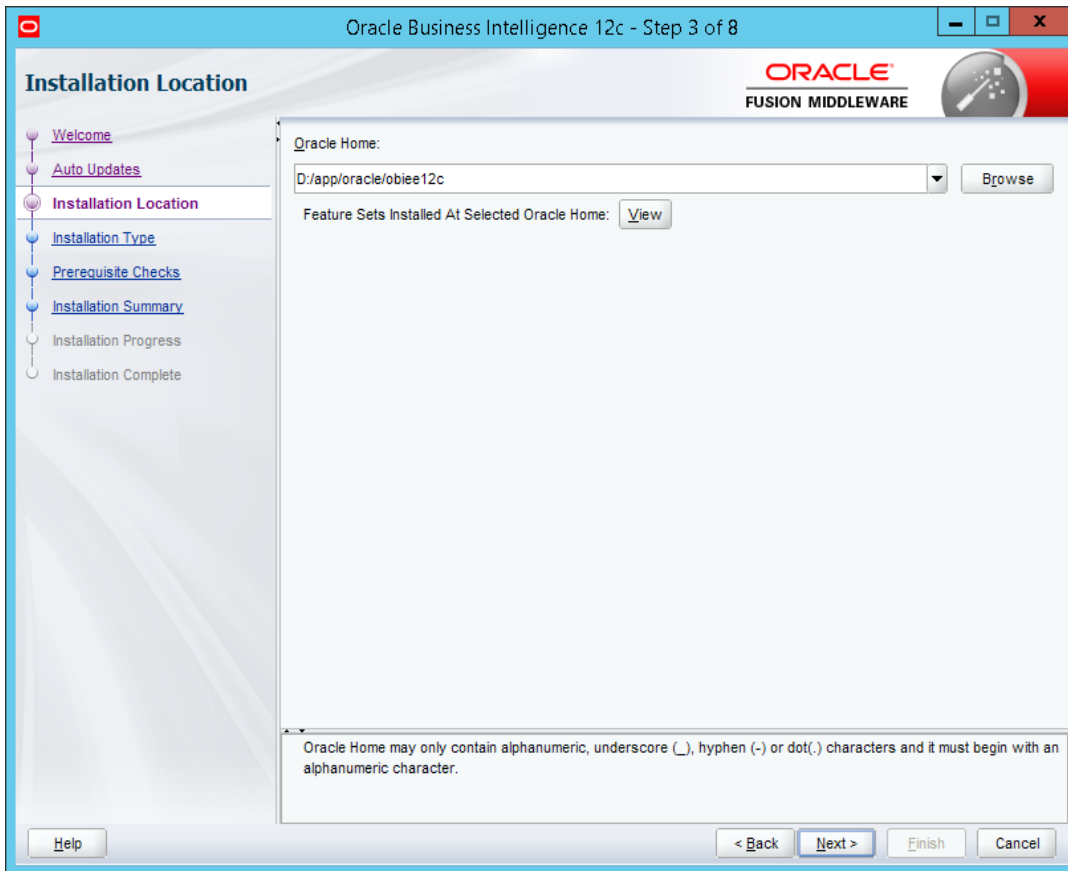 Oracle Business Intelligence 12c - Step 3 of 8
Installation Location
ORACLE
FUSION MIDDLEWARE
Welcome
Auto Updates
Installation Location
Installation Type
Prerequisite Checks
Installation Summary
Installation Progress
Installation Complete
Oracle Home:
D:/app/oracle/obiee12c
Browse
Feature Sets Installed At Selected Oracle Home: View
Oracle Home may only contain alphanumeric, underscore (_), hyphen (-) or dot(.) characters and it must begin with an
alphanumeric character.
Help
< Back
Next >
Finish
Cancel